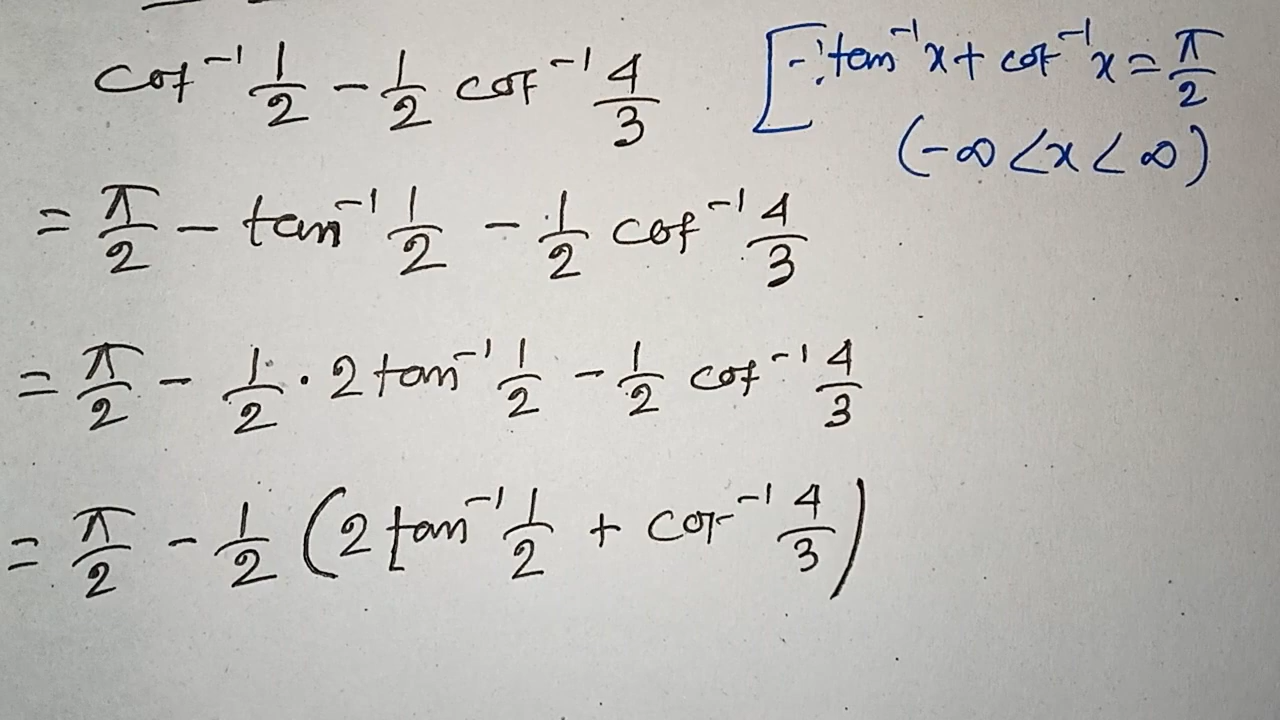 cot⁻¹ 1/2 − 1/2 cot⁻¹ 4/3 [∵ tan⁻¹x + cot⁻¹x = π/2
(−∞ < x < ∞)
= π/2 − tan⁻¹ 1/2 − 1/2 cot⁻¹ 4/3
= π/2 − 1/2 · 2 tan⁻¹ 1/2 − 1/2 cot⁻¹ 4/3
= π/2 − 1/2 (2 tan⁻¹ 1/2 + cot⁻¹ 4/3)